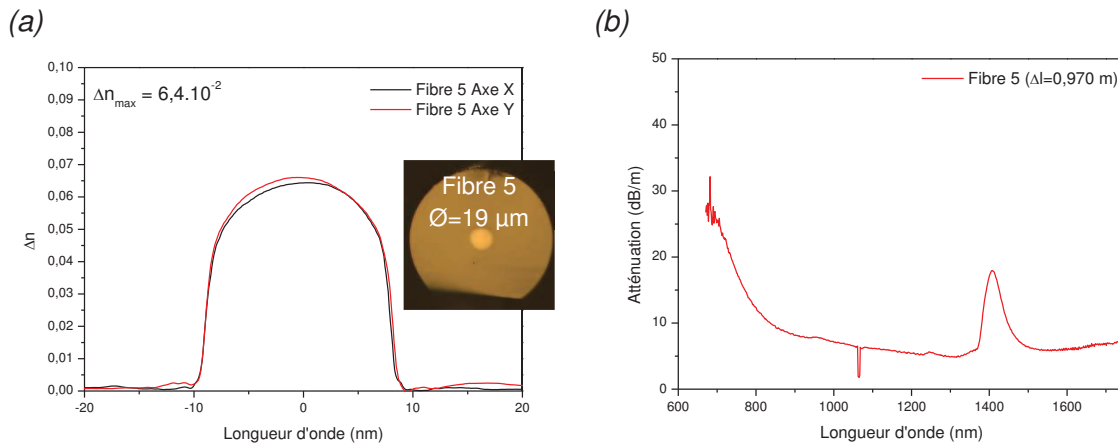 (a)
Δn
0,10
0,09
0,08
0,07
0,06
0,05
0,04
0,03
0,02
0,01
0,00
Δnmax = 6,4.10-2
Fibre 5 Axe X
Fibre 5 Axe Y
Fibre 5
Ø=19 µm
-20 -10 0 10 20
Longueur d'onde (nm)
(b)
Atténuation (dB/m)
50
40
30
20
10
0
Fibre 5 (Δl=0,970 m)
600 800 1000 1200 1400 1600
Longueur d'onde (nm)